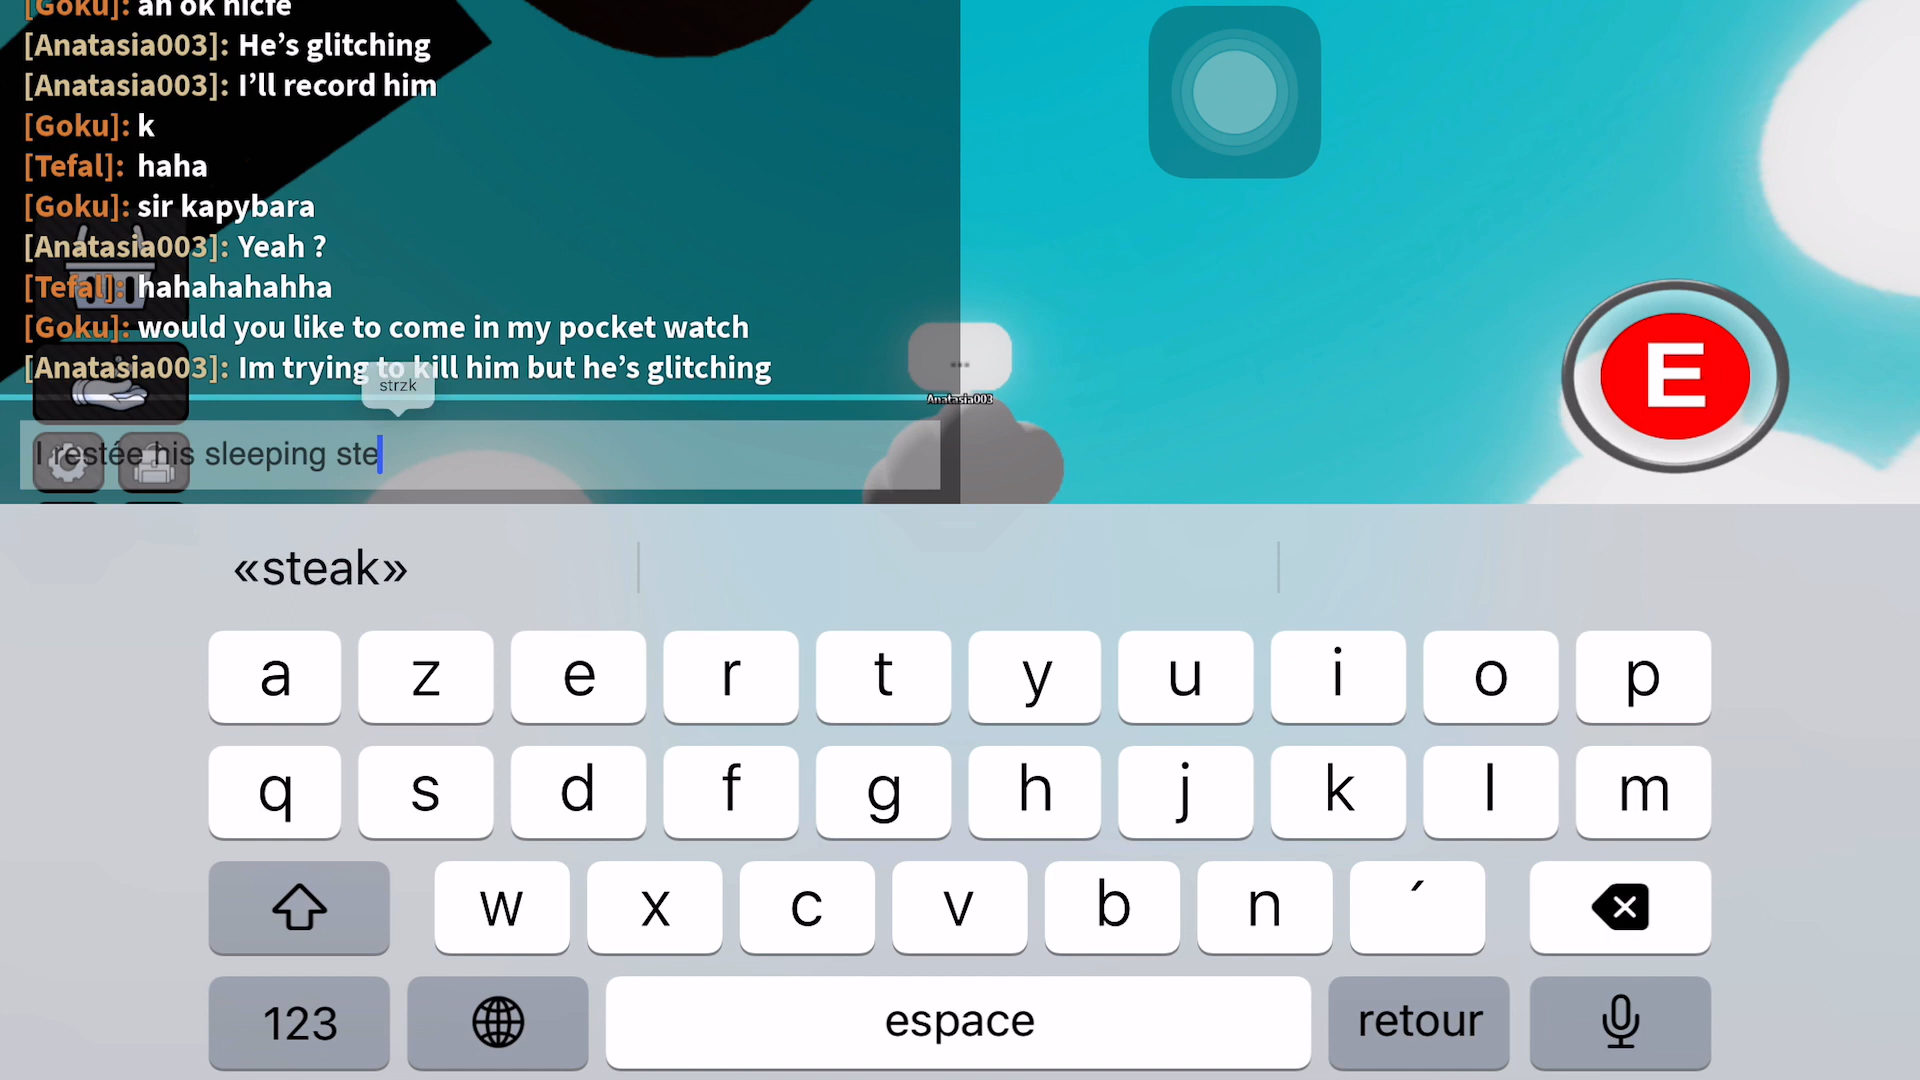 [Goku]: ah ok nicfe
[Anatasia003]: He’s glitching
[Anatasia003]: I’ll record him
[Goku]: k
[Tefal]: haha
[Goku]: sir kapybara
[Anatasia003]: Yeah ?
[Tefal]: hahahahahha
[Goku]: would you like to come in my pocket watch
[Anatasia003]: Im trying to kill him but he’s glitching
...
Anatasia003
E
strzk
I restée his sleeping ste
«steak»
a z e r t y u i o p
q s d f g h j k l m
w x c v b n ´
123 espace retour